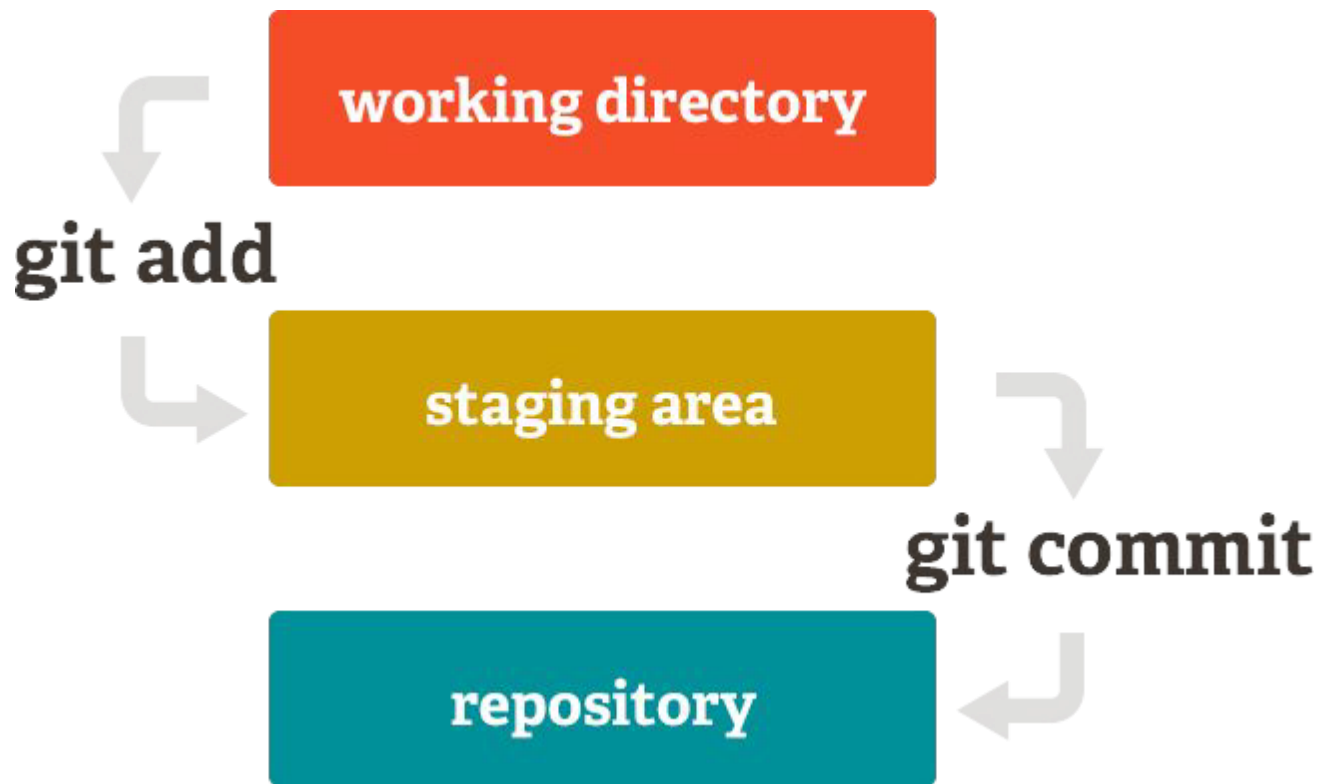 working directory
git add
staging area
git commit
repository